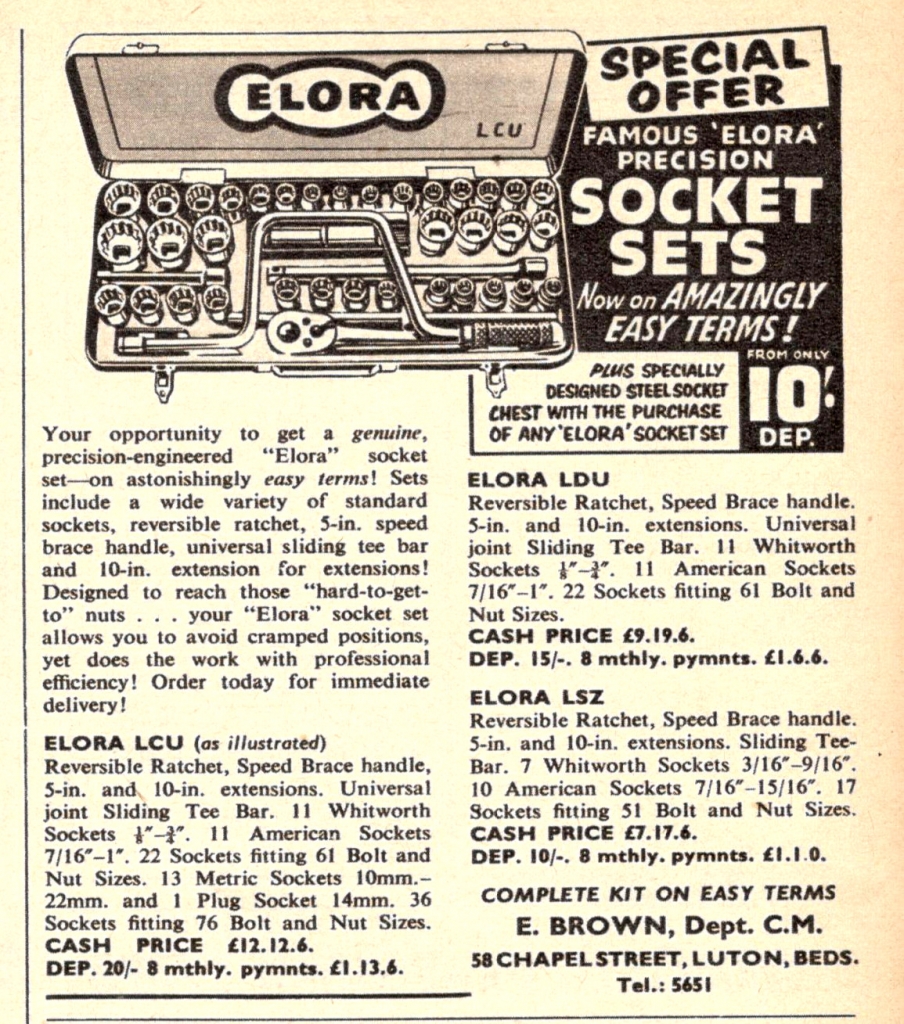 ELORA
LCU
SPECIAL
OFFER
FAMOUS 'ELORA'
PRECISION
SOCKET
SETS
Now on AMAZINGLY
EASY TERMS!
FROM ONLY
10/-
DEP.
PLUS SPECIALLY
DESIGNED STEEL SOCKET
CHEST WITH THE PURCHASE
OF ANY 'ELORA' SOCKET SET
Your opportunity to get a genuine,
precision-engineered "Elora" socket
set—on astonishingly easy terms! Sets
include a wide variety of standard
sockets, reversible ratchet, 5-in. speed
brace handle, universal sliding tee bar
and 10-in. extension for extensions!
Designed to reach those "hard-to-get-
to" nuts . . . your "Elora" socket set
allows you to avoid cramped positions,
yet does the work with professional
efficiency! Order today for immediate
delivery!
ELORA LCU (as illustrated)
Reversible Ratchet, Speed Brace handle,
5-in. and 10-in. extensions. Universal
joint Sliding Tee Bar. 11 Whitworth
Sockets ⅛″–¾″. 11 American Sockets
7/16″–1″. 22 Sockets fitting 61 Bolt and
Nut Sizes. 13 Metric Sockets 10mm.–
22mm. and 1 Plug Socket 14mm. 36
Sockets fitting 76 Bolt and Nut Sizes.
CASH PRICE £12.12.6.
DEP. 20/- 8 mthly. pymnts. £1.13.6.
ELORA LDU
Reversible Ratchet, Speed Brace handle.
5-in. and 10-in. extensions. Universal
joint Sliding Tee Bar. 11 Whitworth
Sockets ⅛″–¾″. 11 American Sockets
7/16″–1″. 22 Sockets fitting 61 Bolt and
Nut Sizes.
CASH PRICE £9.19.6.
DEP. 15/-. 8 mthly. pymnts. £1.6.6.
ELORA LSZ
Reversible Ratchet, Speed Brace handle.
5-in. and 10-in. extensions. Sliding Tee-
Bar. 7 Whitworth Sockets 3/16″–9/16″.
10 American Sockets 7/16″–15/16″. 17
Sockets fitting 51 Bolt and Nut Sizes.
CASH PRICE £7.17.6.
DEP. 10/-. 8 mthly. pymnts. £1.1.0.
COMPLETE KIT ON EASY TERMS
E. BROWN, Dept. C.M.
58 CHAPEL STREET, LUTON, BEDS.
Tel.: 5651